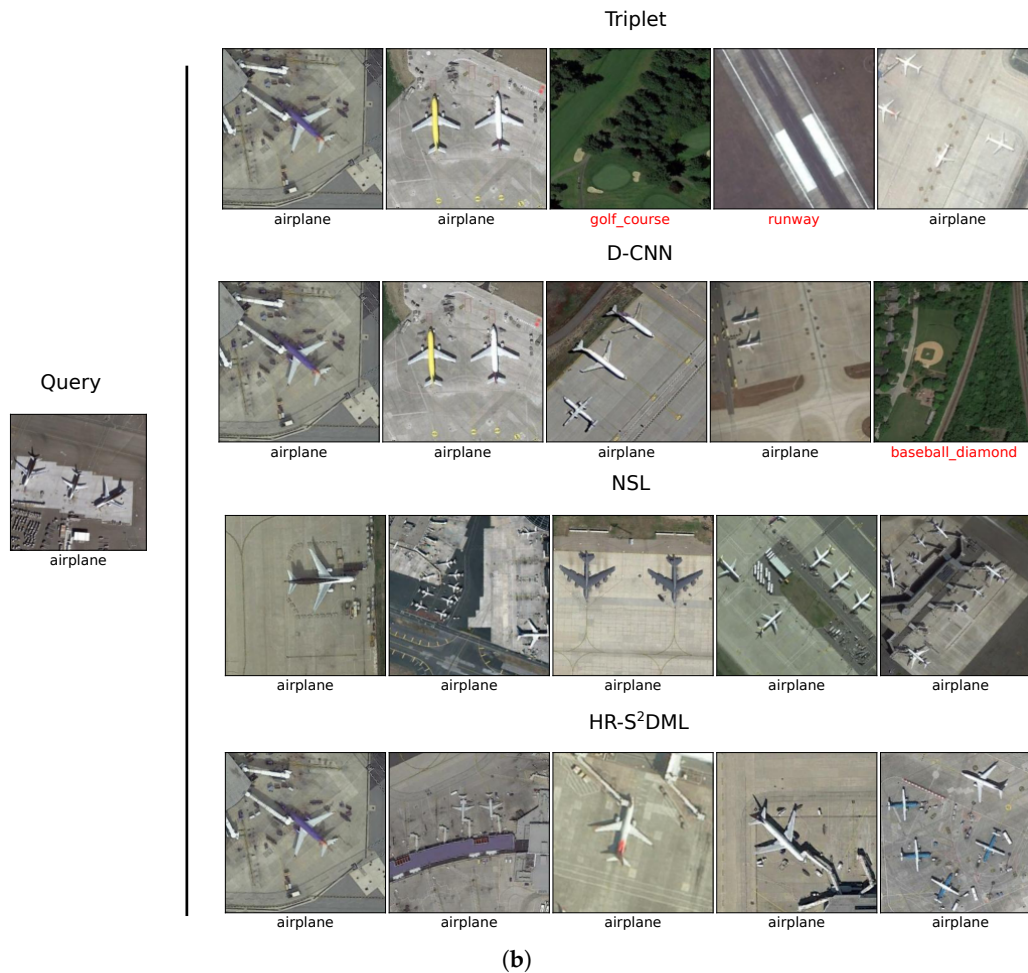 Triplet
airplane airplane golf_course runway airplane
D-CNN
airplane airplane airplane airplane baseball_diamond
Query
airplane
NSL
airplane airplane airplane airplane airplane
HR-S²DML
airplane airplane airplane airplane airplane
(b)